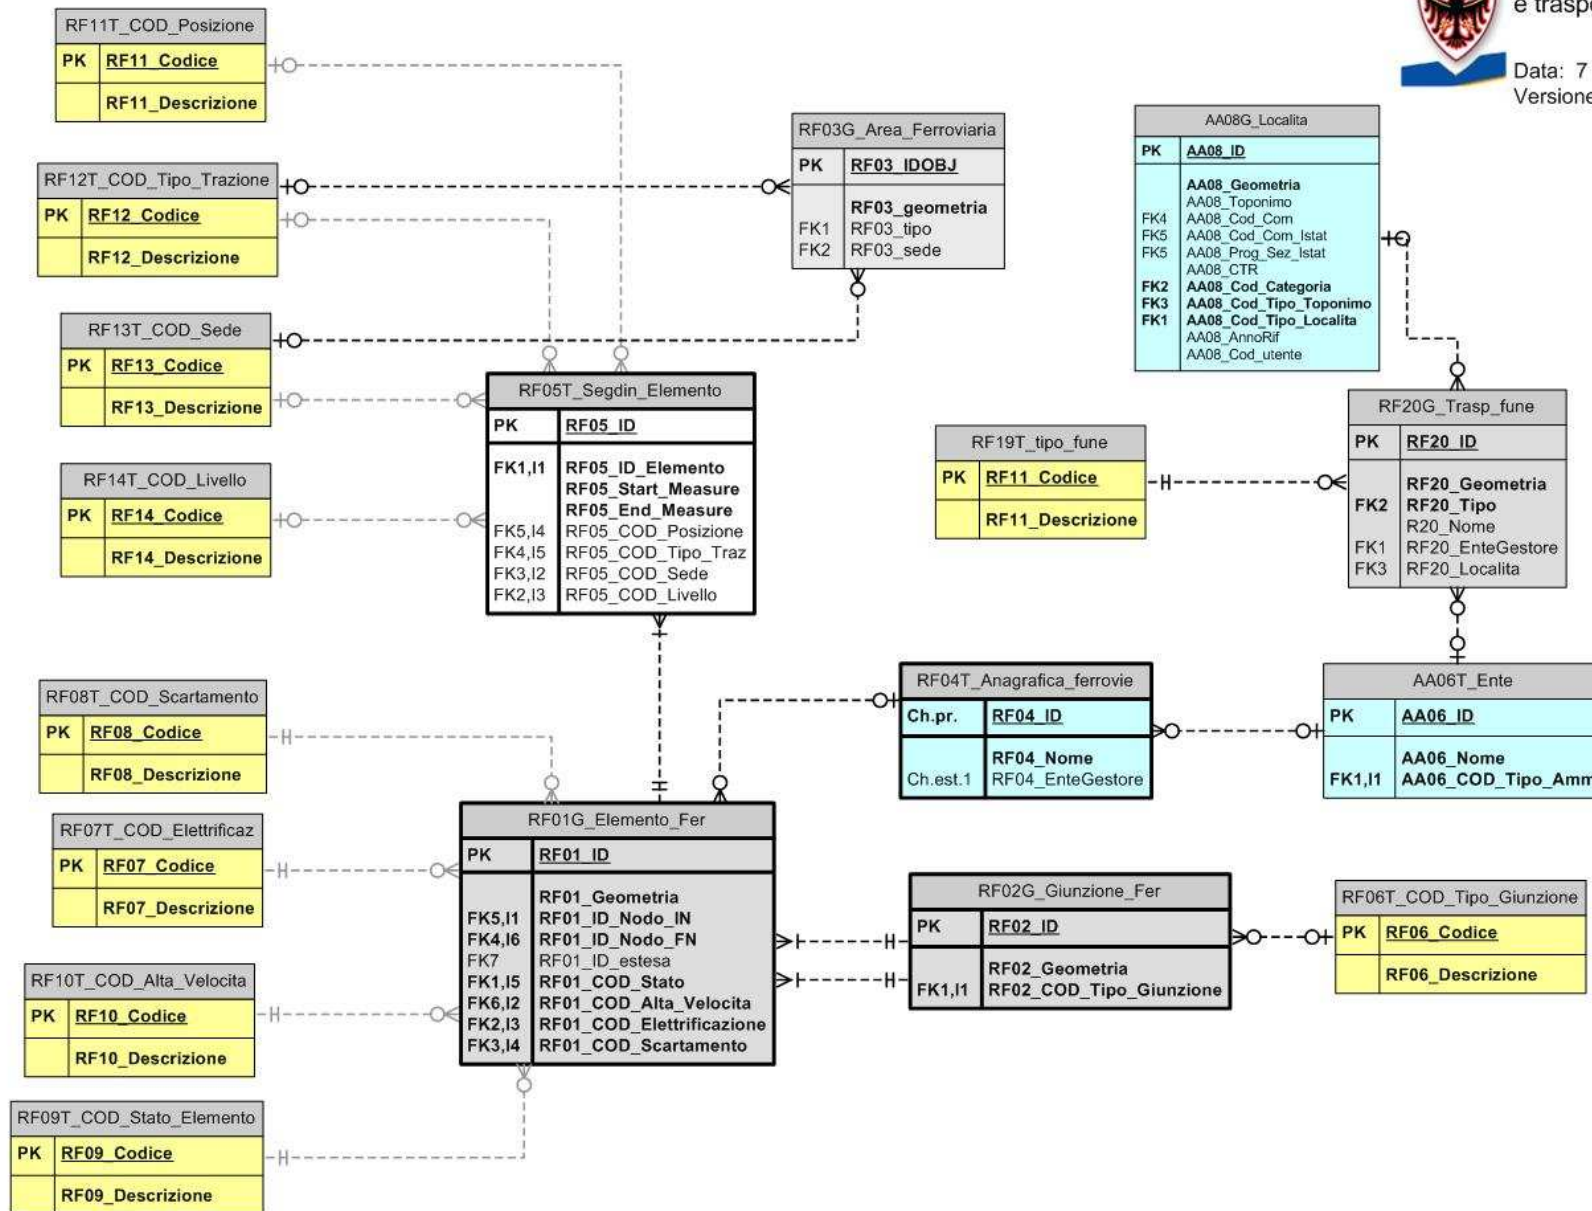 e
Data: 7
Versione
RF11T_COD_Posizione
PK RF11_Codice
RF11_Descrizione
RF12T_COD_Tipo_Trazione
PK RF12_Codice
RF12_Descrizione
RF13T_COD_Sede
PK RF13_Codice
RF13_Descrizione
RF14T_COD_Livello
PK RF14_Codice
RF14_Descrizione
RF03G_Area_Ferroviaria
PK RF03_IDOBJ
RF03_geometria
FK1 RF03_tipo
FK2 RF03_sede
AA08G_Localita
PK AA08_ID
AA08_Geometria
AA08_Toponimo
FK4 AA08_Cod_Com
FK5 AA08_Cod_Com_Istat
FK5 AA08_Prog_Sez_Istat
AA08_CTR
FK2 AA08_Cod_Categoria
FK3 AA08_Cod_Tipo_Toponimo
FK1 AA08_Cod_Tipo_Localita
AA08_AnnoRif
AA08_Cod_utente
RF05T_Segdin_Elemento
PK RF05_ID
FK1,I1 RF05_ID_Elemento
RF05_Start_Measure
RF05_End_Measure
FK5,I4 RF05_COD_Posizione
FK4,I5 RF05_COD_Tipo_Traz
FK3,I2 RF05_COD_Sede
FK2,I3 RF05_COD_Livello
RF19T_tipo_fune
PK RF11_Codice
RF11_Descrizione
RF20G_Trasp_fune
PK RF20_ID
RF20_Geometria
FK2 RF20_Tipo
R20_Nome
FK1 RF20_EnteGestore
FK3 RF20_Localita
RF08T_COD_Scartamento
PK RF08_Codice
RF08_Descrizione
RF07T_COD_Elettrificaz
PK RF07_Codice
RF07_Descrizione
RF10T_COD_Alta_Velocita
PK RF10_Codice
RF10_Descrizione
RF09T_COD_Stato_Elemento
PK RF09_Codice
RF09_Descrizione
RF04T_Anagrafica_ferrovie
Ch.pr. RF04_ID
RF04_Nome
Ch.est.1 RF04_EnteGestore
AA06T_Ente
PK AA06_ID
AA06_Nome
FK1,I1 AA06_COD_Tipo_Amm
RF01G_Elemento_Fer
PK RF01_ID
RF01_Geometria
FK5,I1 RF01_ID_Nodo_IN
FK4,I6 RF01_ID_Nodo_FN
FK7 RF01_ID_estesa
FK1,I5 RF01_COD_Stato
FK6,I2 RF01_COD_Alta_Velocita
FK2,I3 RF01_COD_Elettrificazione
FK3,I4 RF01_COD_Scartamento
RF02G_Giunzione_Fer
PK RF02_ID
RF02_Geometria
FK1,I1 RF02_COD_Tipo_Giunzione
RF06T_COD_Tipo_Giunzione
PK RF06_Codice
RF06_Descrizione